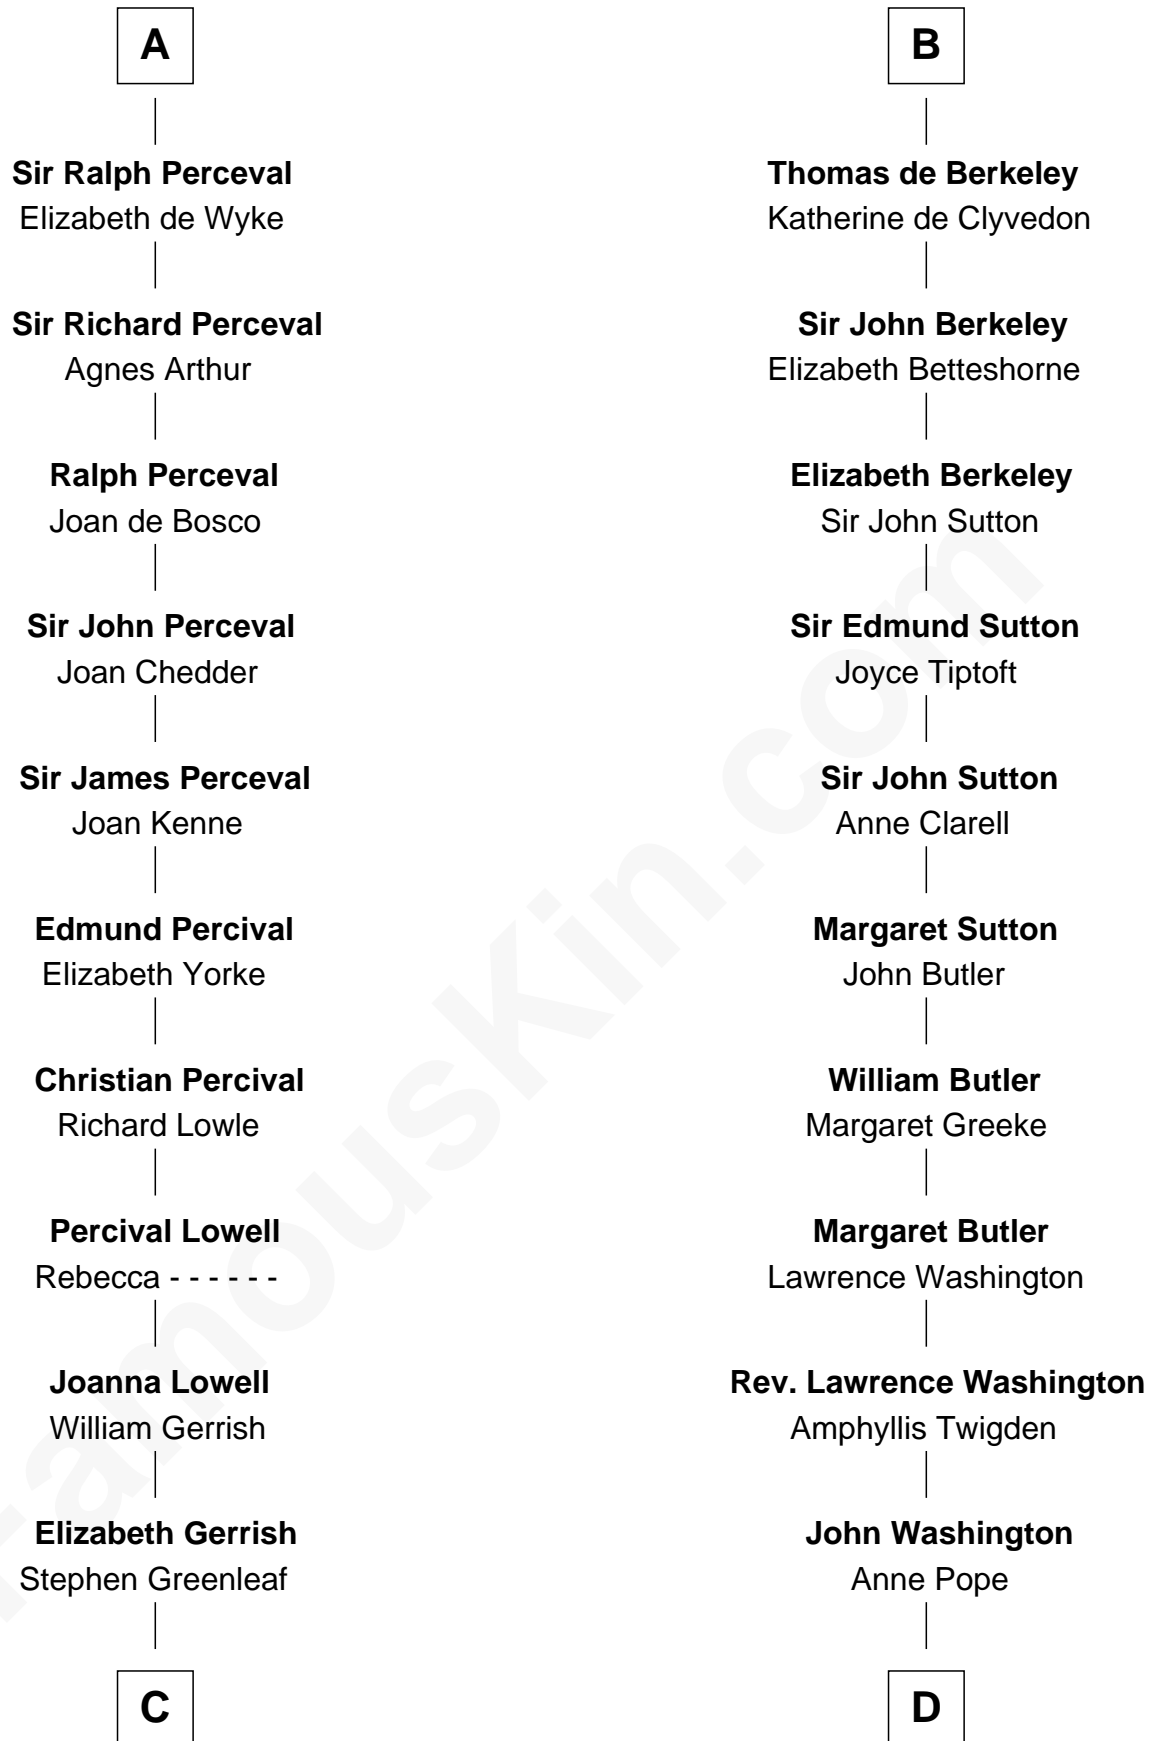 A
Sir Ralph Perceval
Elizabeth de Wyke
Sir Richard Perceval
Agnes Arthur
Ralph Perceval
Joan de Bosco
Sir John Perceval
Joan Chedder
Sir James Perceval
Joan Kenne
Edmund Percival
Elizabeth Yorke
Christian Percival
Richard Lowle
Percival Lowell
Rebecca - - - - - -
Joanna Lowell
William Gerrish
Elizabeth Gerrish
Stephen Greenleaf
C
B
Thomas de Berkeley
Katherine de Clyvedon
Sir John Berkeley
Elizabeth Betteshorne
Elizabeth Berkeley
Sir John Sutton
Sir Edmund Sutton
Joyce Tiptoft
Sir John Sutton
Anne Clarell
Margaret Sutton
John Butler
William Butler
Margaret Greeke
Margaret Butler
Lawrence Washington
Rev. Lawrence Washington
Amphyllis Twigden
John Washington
Anne Pope
D
FamousKin.com